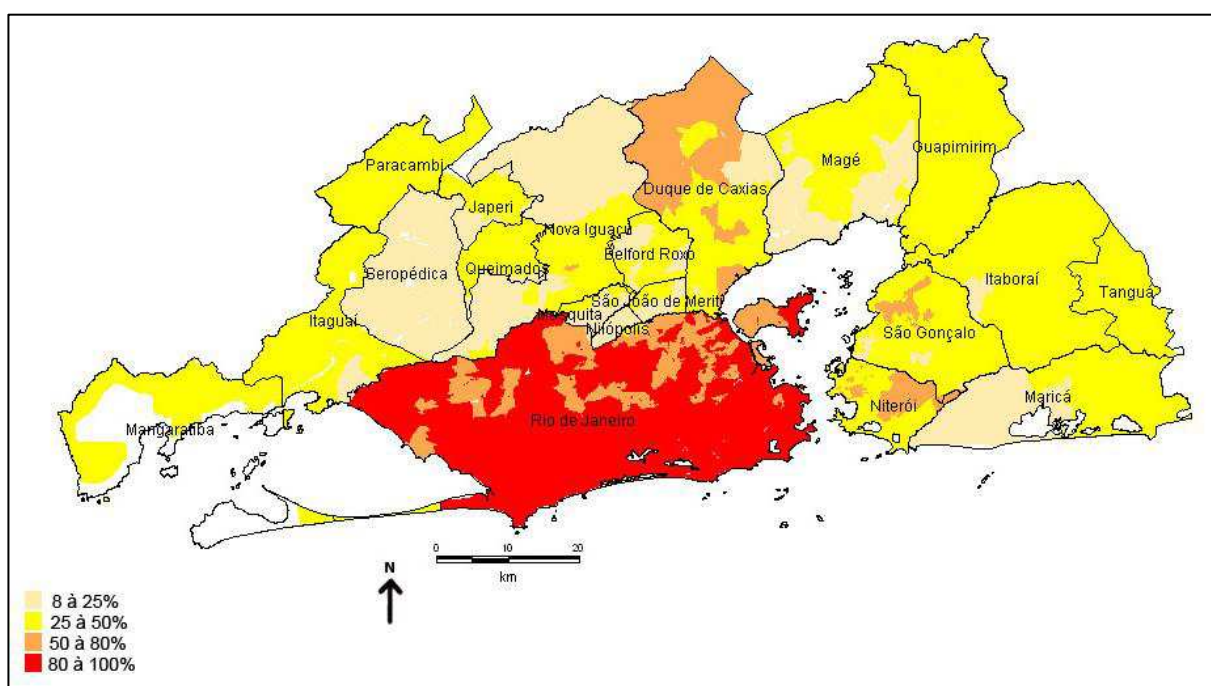 Guapimirim
Paracambi
Magé
Duque de Caxias
Japeri
Nova Iguaçu
Belford Roxo
Seropédica
Queimados
Itaboraí
Tanguá
São João de Meriti
Mesquita
Nilópolis
Itaguaí
São Gonçalo
Niterói
Maricá
Rio de Janeiro
Mangaratiba
0 10 20
km
N
8 à 25%
25 à 50%
50 à 80%
80 à 100%